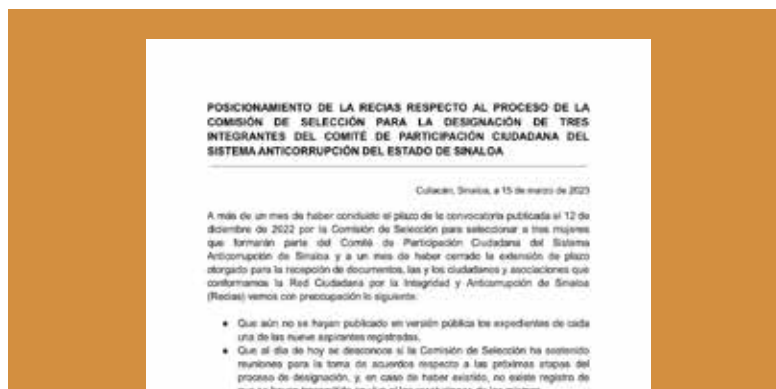 POSICIONAMIENTO DE LA RECIAS RESPECTO AL PROCESO DE LA
COMISIÓN DE SELECCIÓN PARA LA DESIGNACIÓN DE TRES
INTEGRANTES DEL COMITÉ DE PARTICIPACIÓN CIUDADANA DEL
SISTEMA ANTICORRUPCIÓN DEL ESTADO DE SINALOA
Culiacán, Sinaloa, a 15 de marzo de 2023
A más de un mes de haber concluido el plazo de la convocatoria publicada el 12 de
diciembre de 2022 por la Comisión de Selección para seleccionar a tres mujeres
que formarán parte del Comité de Participación Ciudadana del Sistema
Anticorrupción de Sinaloa y a un mes de haber cerrado la extensión de plazo
otorgado para la recepción de documentos, las y los ciudadanos y asociaciones que
conformamos la Red Ciudadana por la Integridad y Anticorrupción de Sinaloa
(Recias) vemos con preocupación lo siguiente:
● Que aún no se hayan publicado en versión pública los expedientes de cada
una de las nueve aspirantes registradas.
● Que al día de hoy se desconoce si la Comisión de Selección ha sostenido
reuniones para la toma de acuerdos respecto a las próximas etapas del
proceso de designación, y, en caso de haber existido, no existe registro de